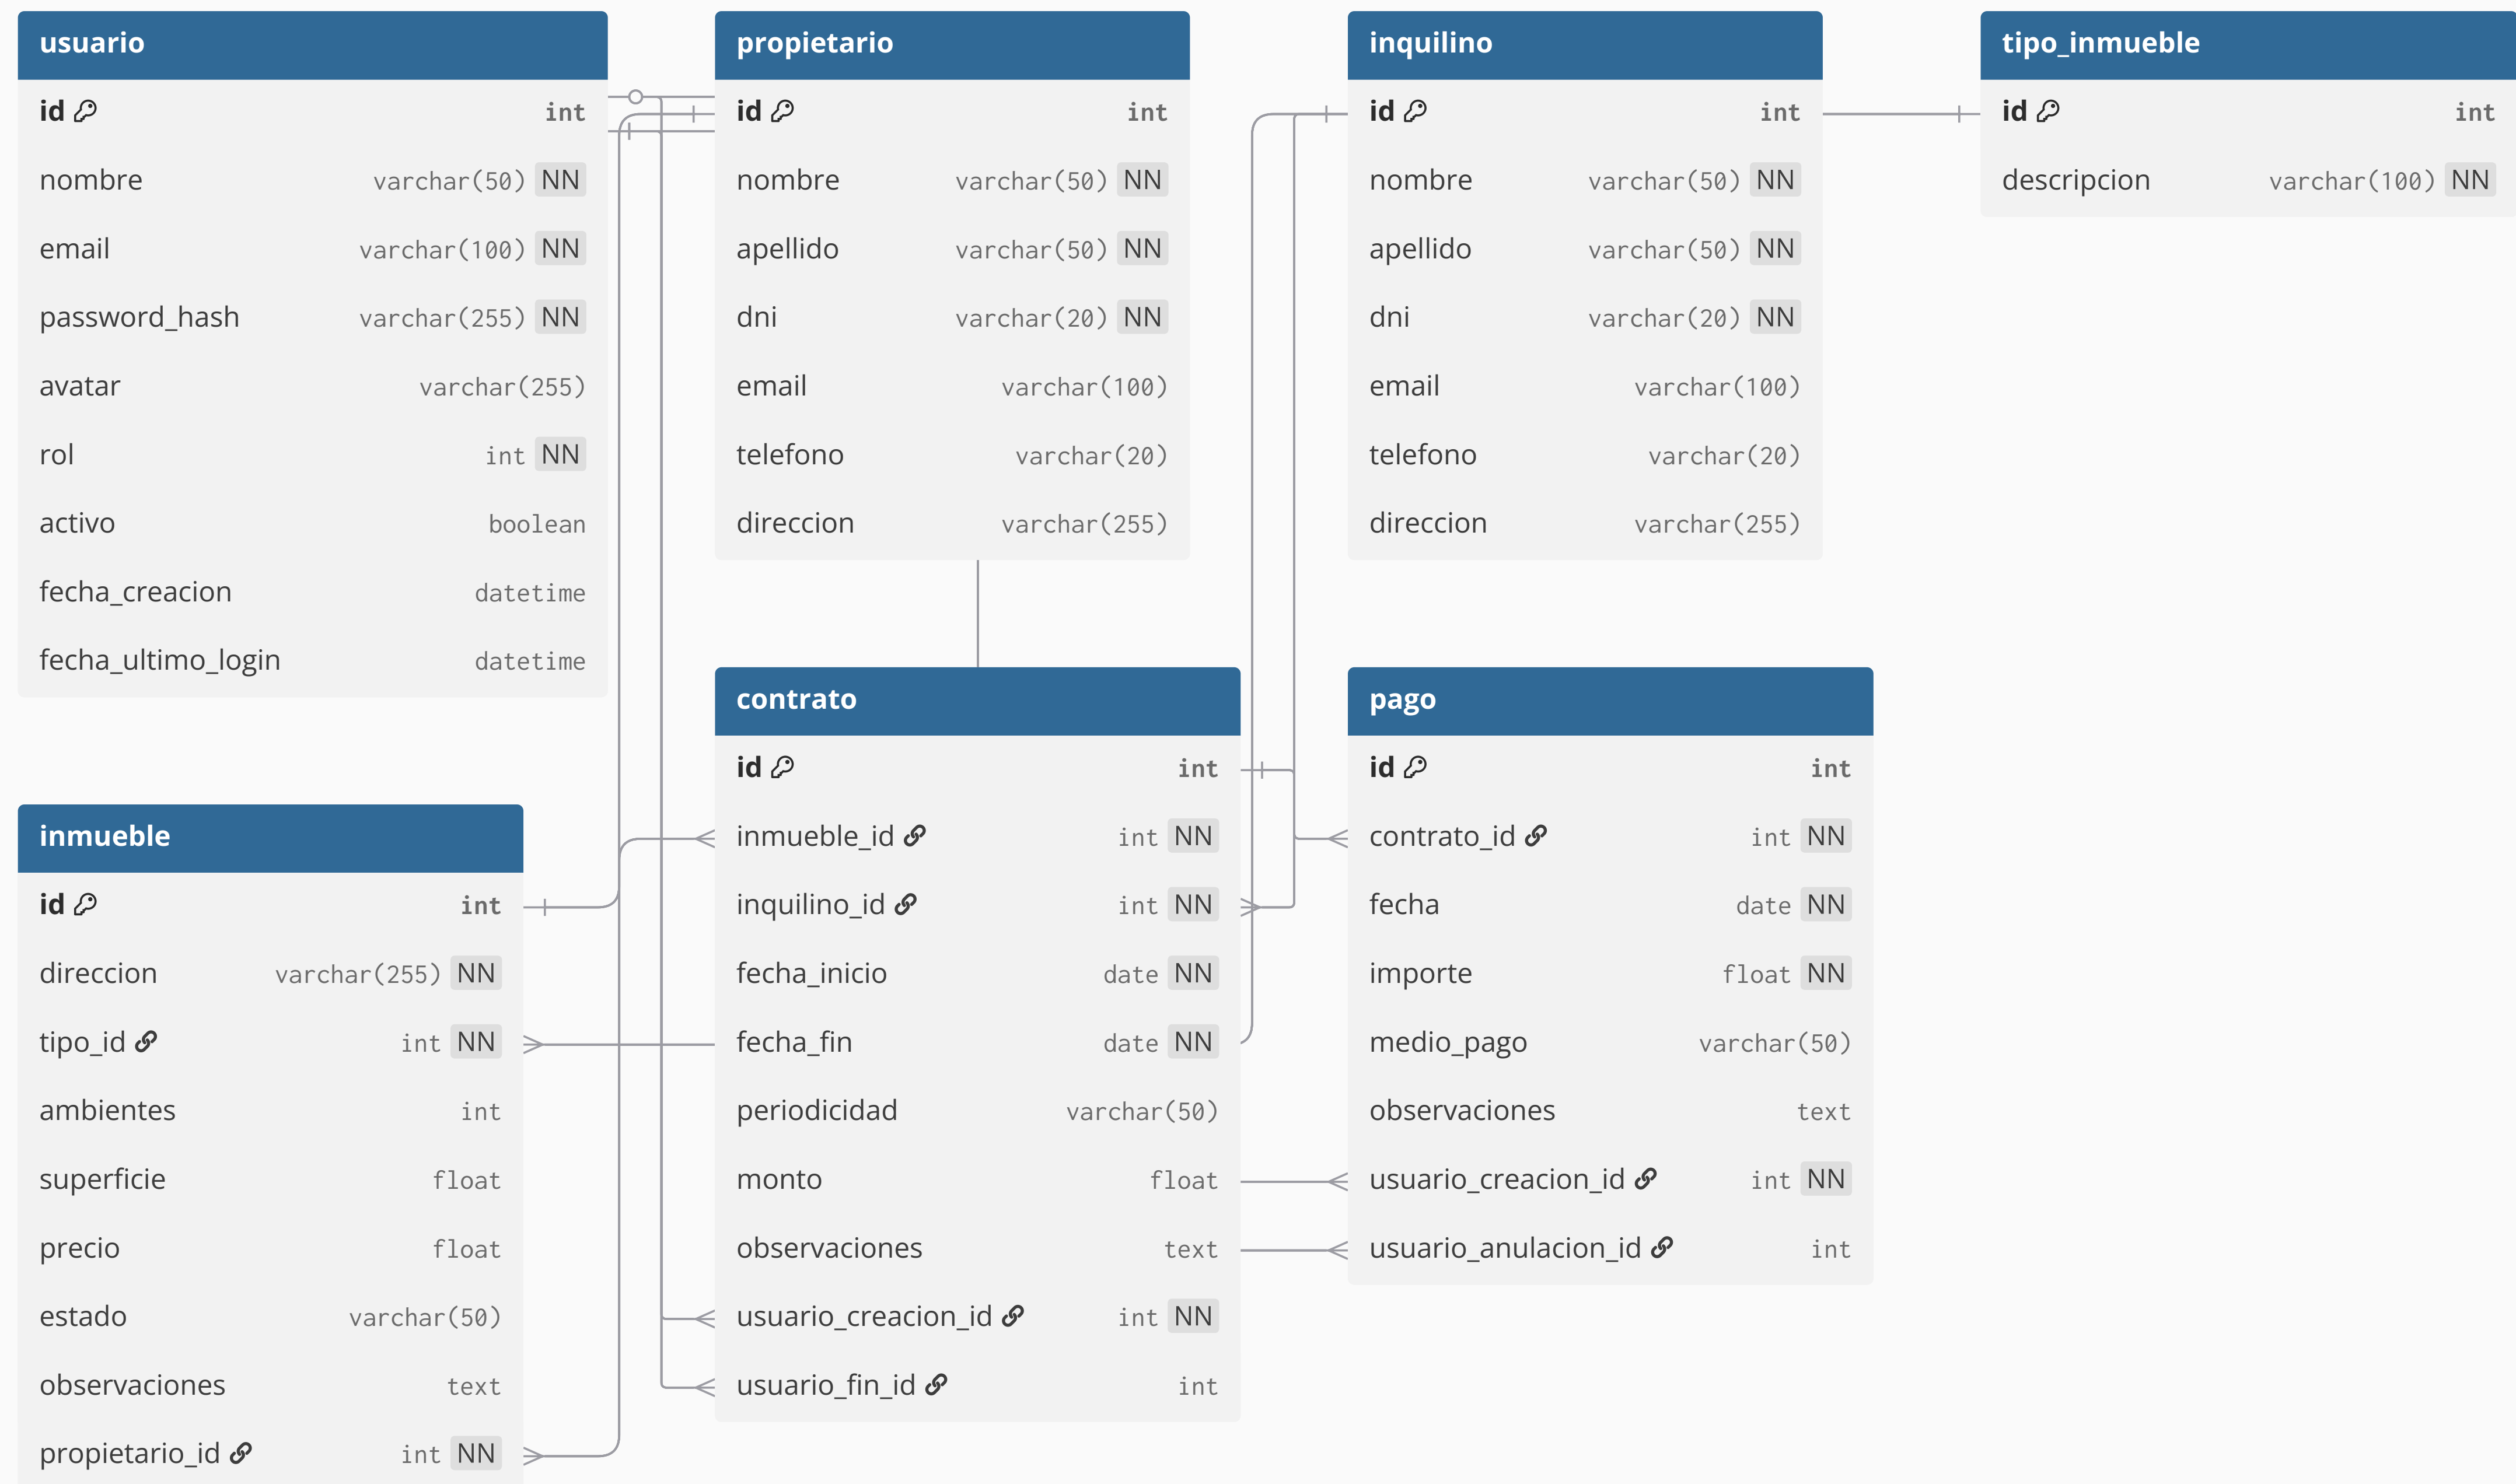 usuario
id int
nombre varchar(50) NN
email varchar(100) NN
password_hash varchar(255) NN
avatar varchar(255)
rol int NN
activo boolean
fecha_creacion datetime
fecha_ultimo_login datetime
propietario
id int
nombre varchar(50) NN
apellido varchar(50) NN
dni varchar(20) NN
email varchar(100)
telefono varchar(20)
direccion varchar(255)
inquilino
id int
nombre varchar(50) NN
apellido varchar(50) NN
dni varchar(20) NN
email varchar(100)
telefono varchar(20)
direccion varchar(255)
tipo_inmueble
id int
descripcion varchar(100) NN
inmueble
id int
direccion varchar(255) NN
tipo_id int NN
ambientes int
superficie float
precio float
estado varchar(50)
observaciones text
propietario_id int NN
contrato
id int
inmueble_id int NN
inquilino_id int NN
fecha_inicio date NN
fecha_fin date NN
periodicidad varchar(50)
monto float
observaciones text
usuario_creacion_id int NN
usuario_fin_id int
pago
id int
contrato_id int NN
fecha date NN
importe float NN
medio_pago varchar(50)
observaciones text
usuario_creacion_id int NN
usuario_anulacion_id int